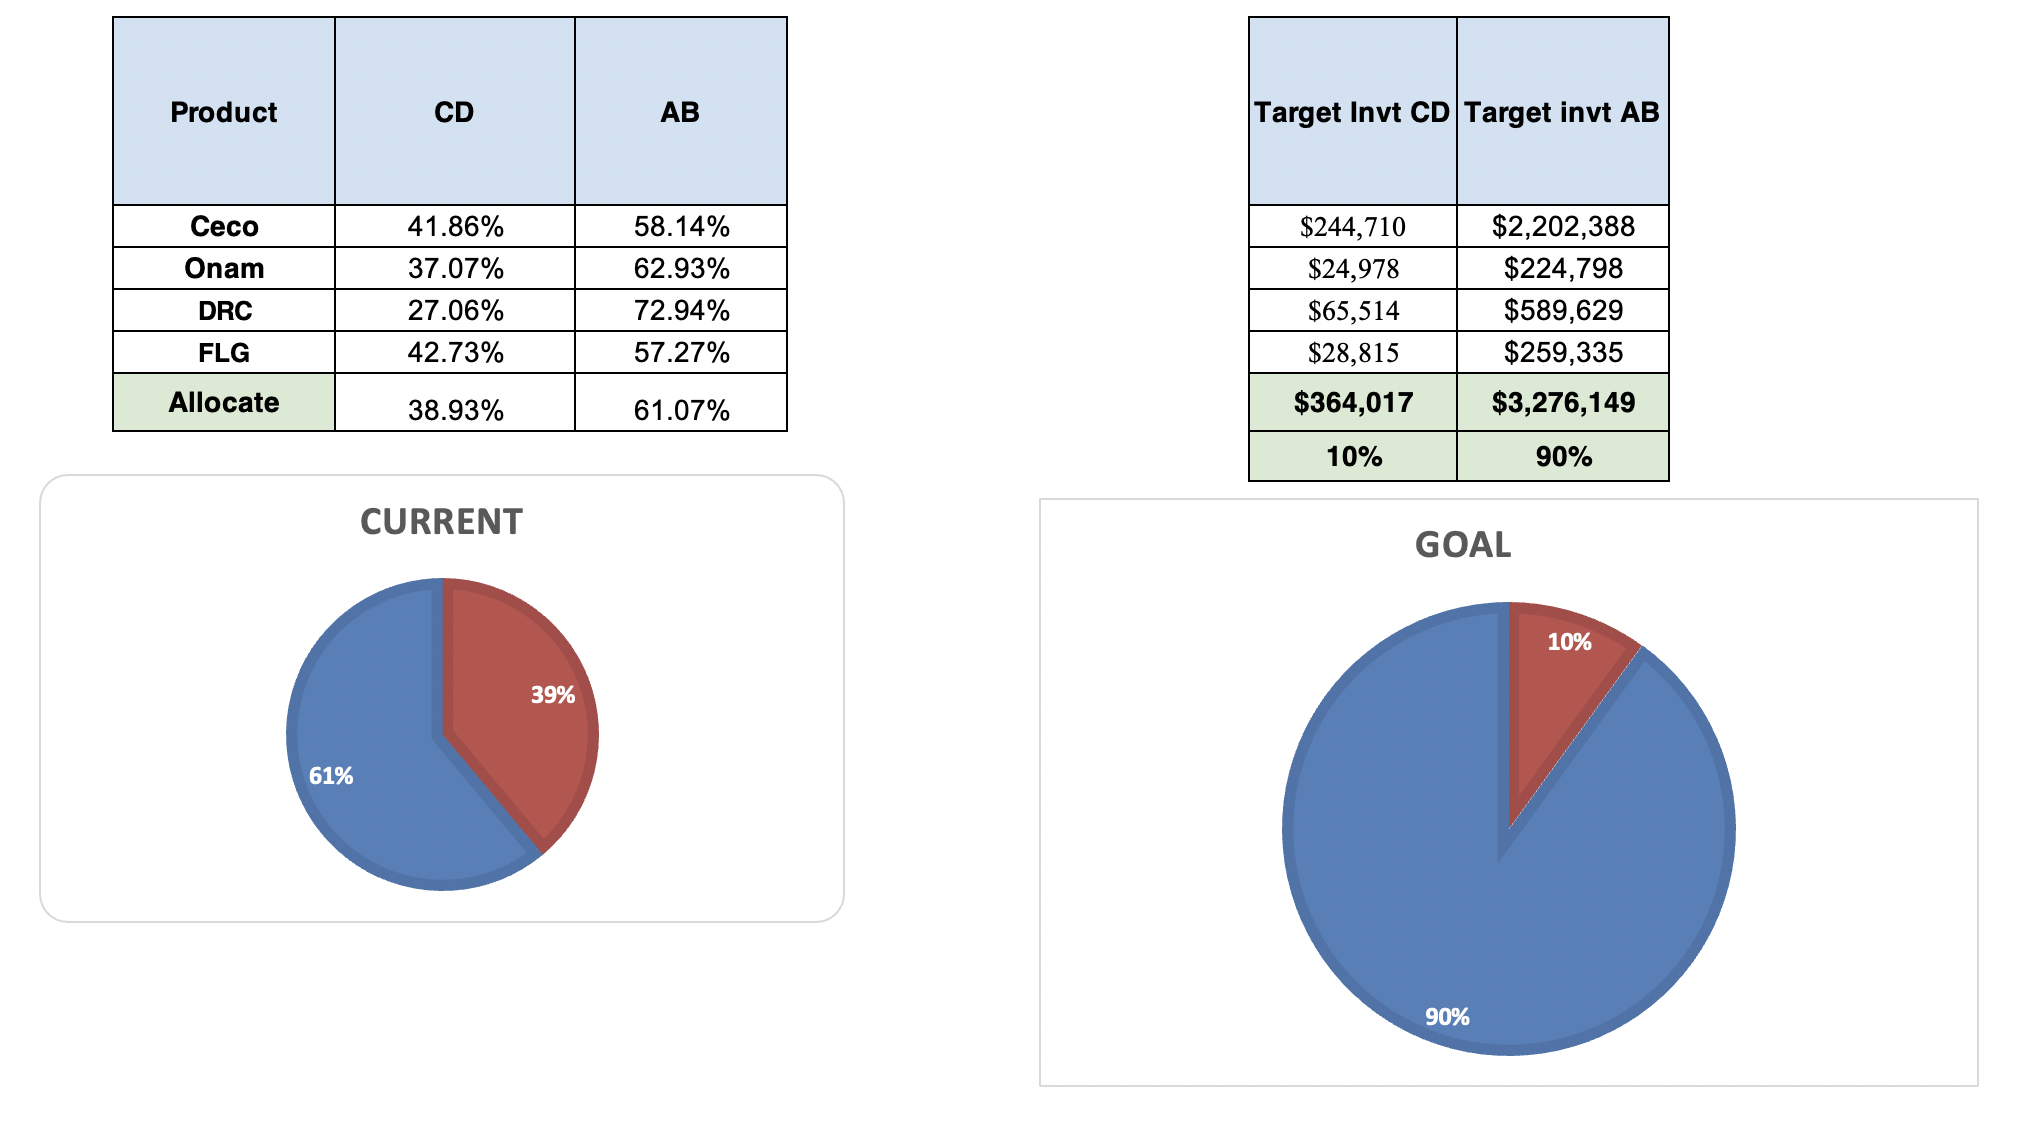 Product CD AB
Ceco 41.86% 58.14%
Onam 37.07% 62.93%
DRC 27.06% 72.94%
FLG 42.73% 57.27%
Allocate 38.93% 61.07%
Target Invt CD Target invt AB
$244,710 $2,202,388
$24,978 $224,798
$65,514 $589,629
$28,815 $259,335
$364,017 $3,276,149
10% 90%
CURRENT
39%
61%
GOAL
10%
90%